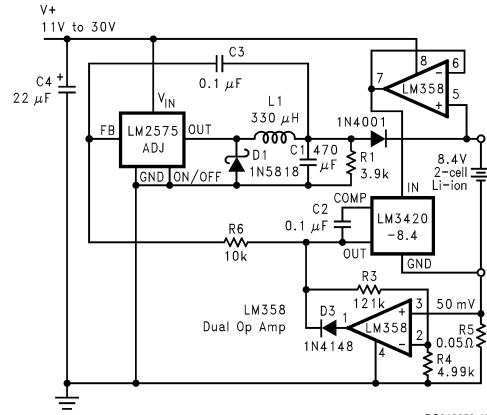 V+
11V to 30V
C4
+
22 μF
C3
0.1 μF
VIN
LM2575
ADJ
FB
OUT
GND
ON/OFF
L1
330 μH
D1
1N5818
C1
470
μF
1N4001
R1
3.9k
7
8
6
5
−
+
LM358
8.4V
2-cell
Li-ion
IN
COMP
C2
0.1 μF
LM3420
-8.4
OUT
GND
R6
10k
R3
121k
LM358
Dual Op Amp
D3
1N4148
1
+
−
LM358
3
50 mV
2
4
R5
0.05Ω
R4
4.99k